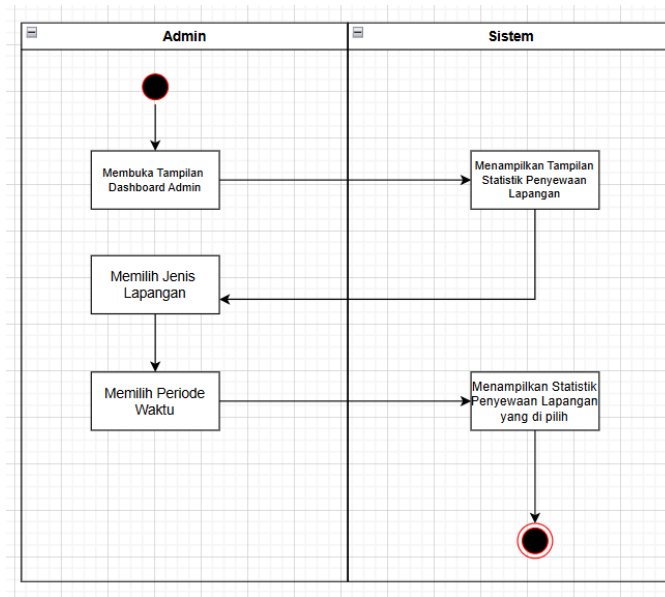 Admin
Sistem
Membuka Tampilan
Dashboard Admin
Menampilkan Tampilan
Statistik Penyewaan
Lapangan
Memilih Jenis
Lapangan
Memilih Periode
Waktu
Menampilkan Statistik
Penyewaan Lapangan
yang di pilih